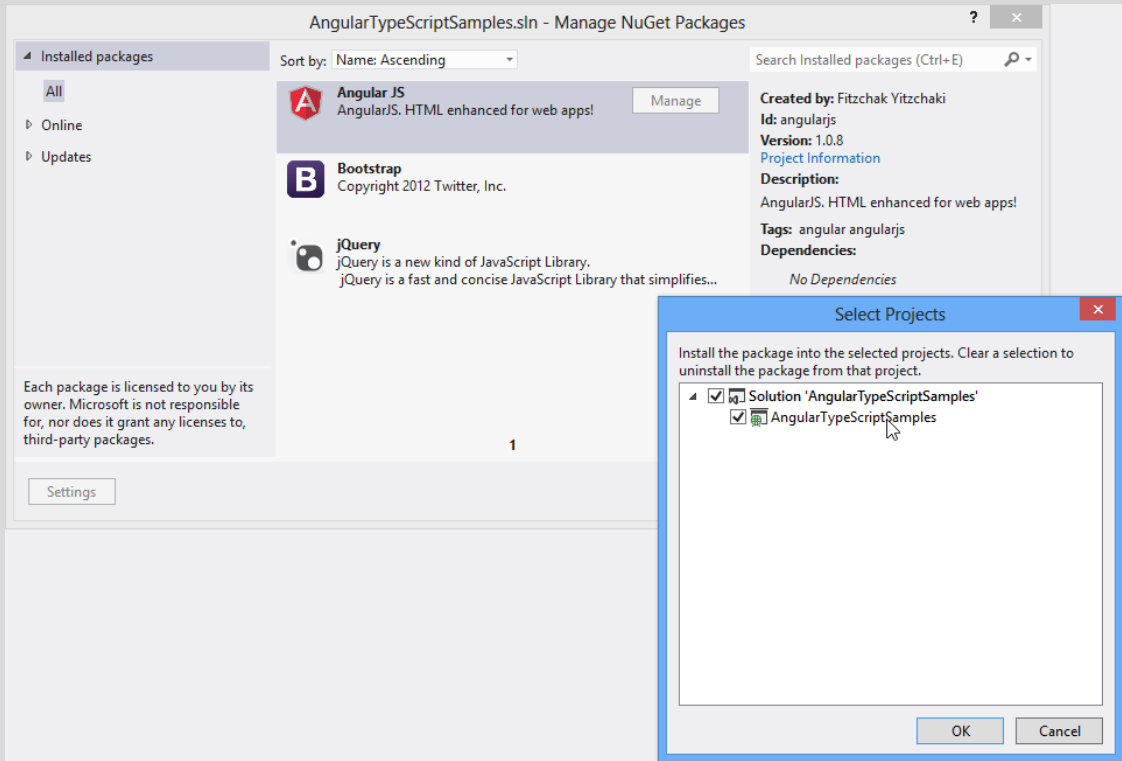 AngularTypeScriptSamples.sln - Manage NuGet Packages
?
Installed packages
All
Online
Updates
Each package is licensed to you by its
owner. Microsoft is not responsible
for, nor does it grant any licenses to,
third-party packages.
Settings
Sort by: Name: Ascending
Angular JS
AngularJS. HTML enhanced for web apps!
Manage
Bootstrap
Copyright 2012 Twitter, Inc.
jQuery
jQuery is a new kind of JavaScript Library.
jQuery is a fast and concise JavaScript Library that simplifies...
1
Search Installed packages (Ctrl+E)
Created by: Fitzchak Yitzchaki
Id: angularjs
Version: 1.0.8
Project Information
Description:
AngularJS. HTML enhanced for web apps!
Tags: angular angularjs
Dependencies:
No Dependencies
Select Projects
Install the package into the selected projects. Clear a selection to
uninstall the package from that project.
Solution 'AngularTypeScriptSamples'
AngularTypeScriptSamples
OK
Cancel